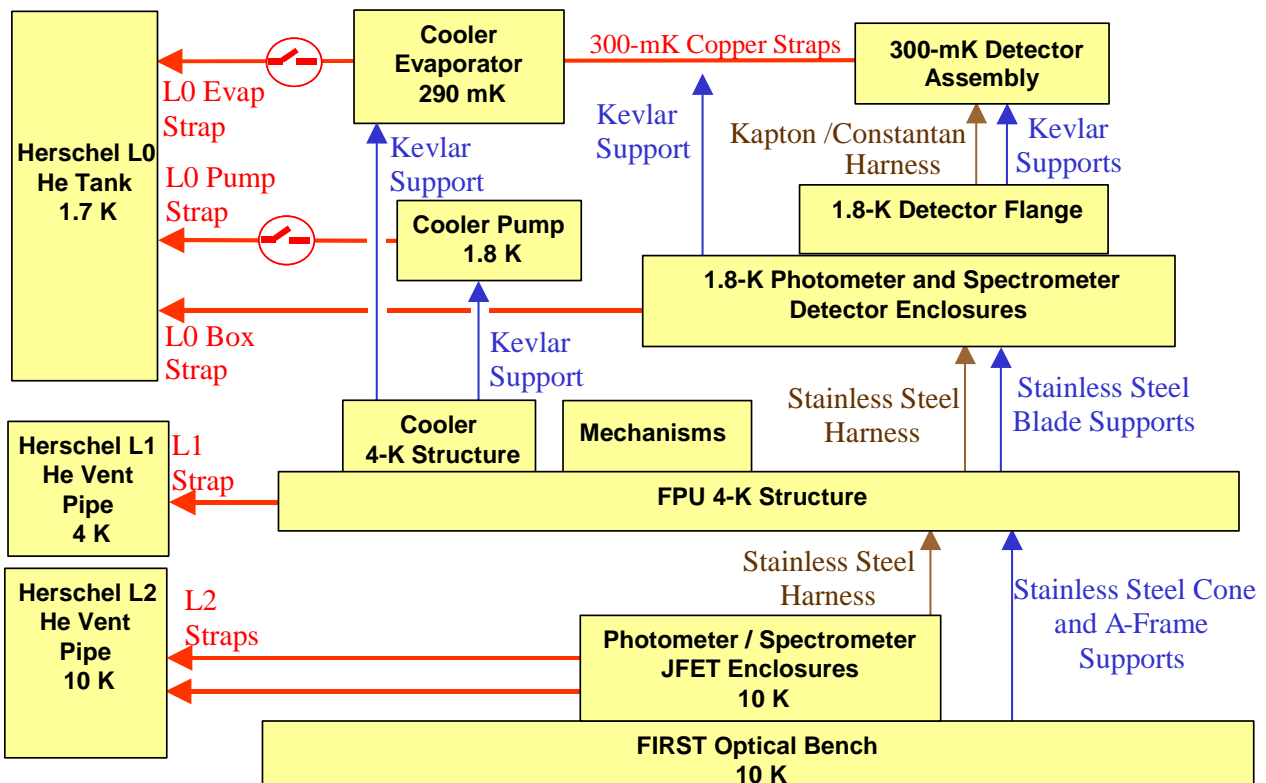 Cooler
Evaporator
290 mK
300-mK Copper Straps
300-mK Detector
Assembly
L0 Evap
Strap
Kevlar
Support
Kevlar
Support
Kapton /Constantan
Harness
Kevlar
Supports
Herschel L0
He Tank
1.7 K
L0 Pump
Strap
Cooler Pump
1.8 K
1.8-K Detector Flange
1.8-K Photometer and Spectrometer
Detector Enclosures
L0 Box
Strap
Kevlar
Support
Stainless Steel
Harness
Stainless Steel
Blade Supports
Cooler
4-K Structure
Mechanisms
Herschel L1
He Vent
Pipe
4 K
L1
Strap
FPU 4-K Structure
Stainless Steel
Harness
Stainless Steel Cone
and A-Frame
Supports
Herschel L2
He Vent
Pipe
10 K
L2
Straps
Photometer / Spectrometer
JFET Enclosures
10 K
FIRST Optical Bench
10 K